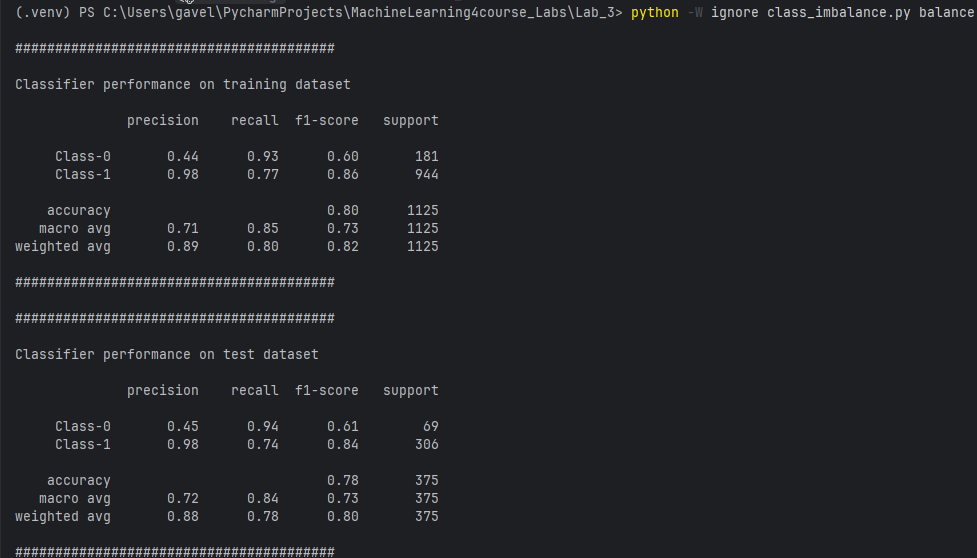 (.venv) PS C:\Users\gavel\PycharmProjects\MachineLearning4course_Labs\Lab_3> python -W ignore class_imbalance.py balance
########################################
Classifier performance on training dataset
precision recall f1-score support
Class-0 0.44 0.93 0.60 181
Class-1 0.98 0.77 0.86 944
accuracy 0.80 1125
macro avg 0.71 0.85 0.73 1125
weighted avg 0.89 0.80 0.82 1125
########################################
########################################
Classifier performance on test dataset
precision recall f1-score support
Class-0 0.45 0.94 0.61 69
Class-1 0.98 0.74 0.84 306
accuracy 0.78 375
macro avg 0.72 0.84 0.73 375
weighted avg 0.88 0.78 0.80 375
########################################